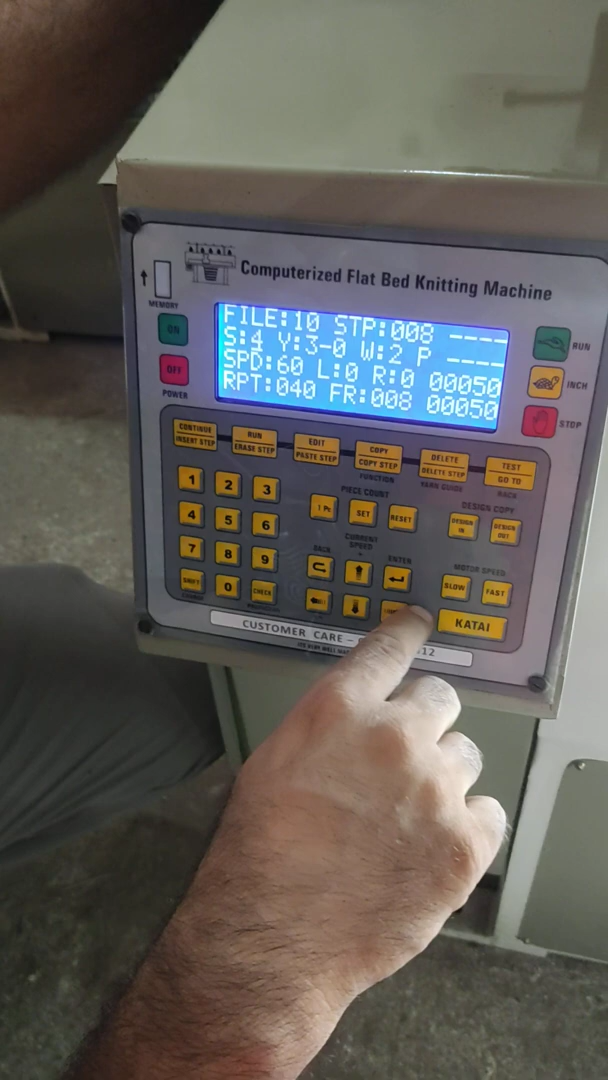 Computerized Flat Bed Knitting Machine
MEMORY
ON
OFF
POWER
FILE:10 STP:008 ----
S:4 Y:3-0 W:2 P ----
SPD:60 L:0 R:0 00050
RPT:040 FR:008 00050
RUN
INCH
STOP
CONTINUE
INSERT STEP
RUN
ERASE STEP
EDIT
PASTE STEP
COPY
COPY STEP
DELETE
DELETE STEP
TEST
GO TO
FUNCTION
YARN GUIDE
RACK
1 2 3
4 5 6
7 8 9
SHIFT 0 CHECK
PIECE COUNT
1 Pc SET RESET
DESIGN COPY
DESIGN IN
DESIGN OUT
CURRENT SPEED
BACK
ENTER
MOTOR SPEED
SLOW FAST
KATAI
CUSTOMER CARE –
12